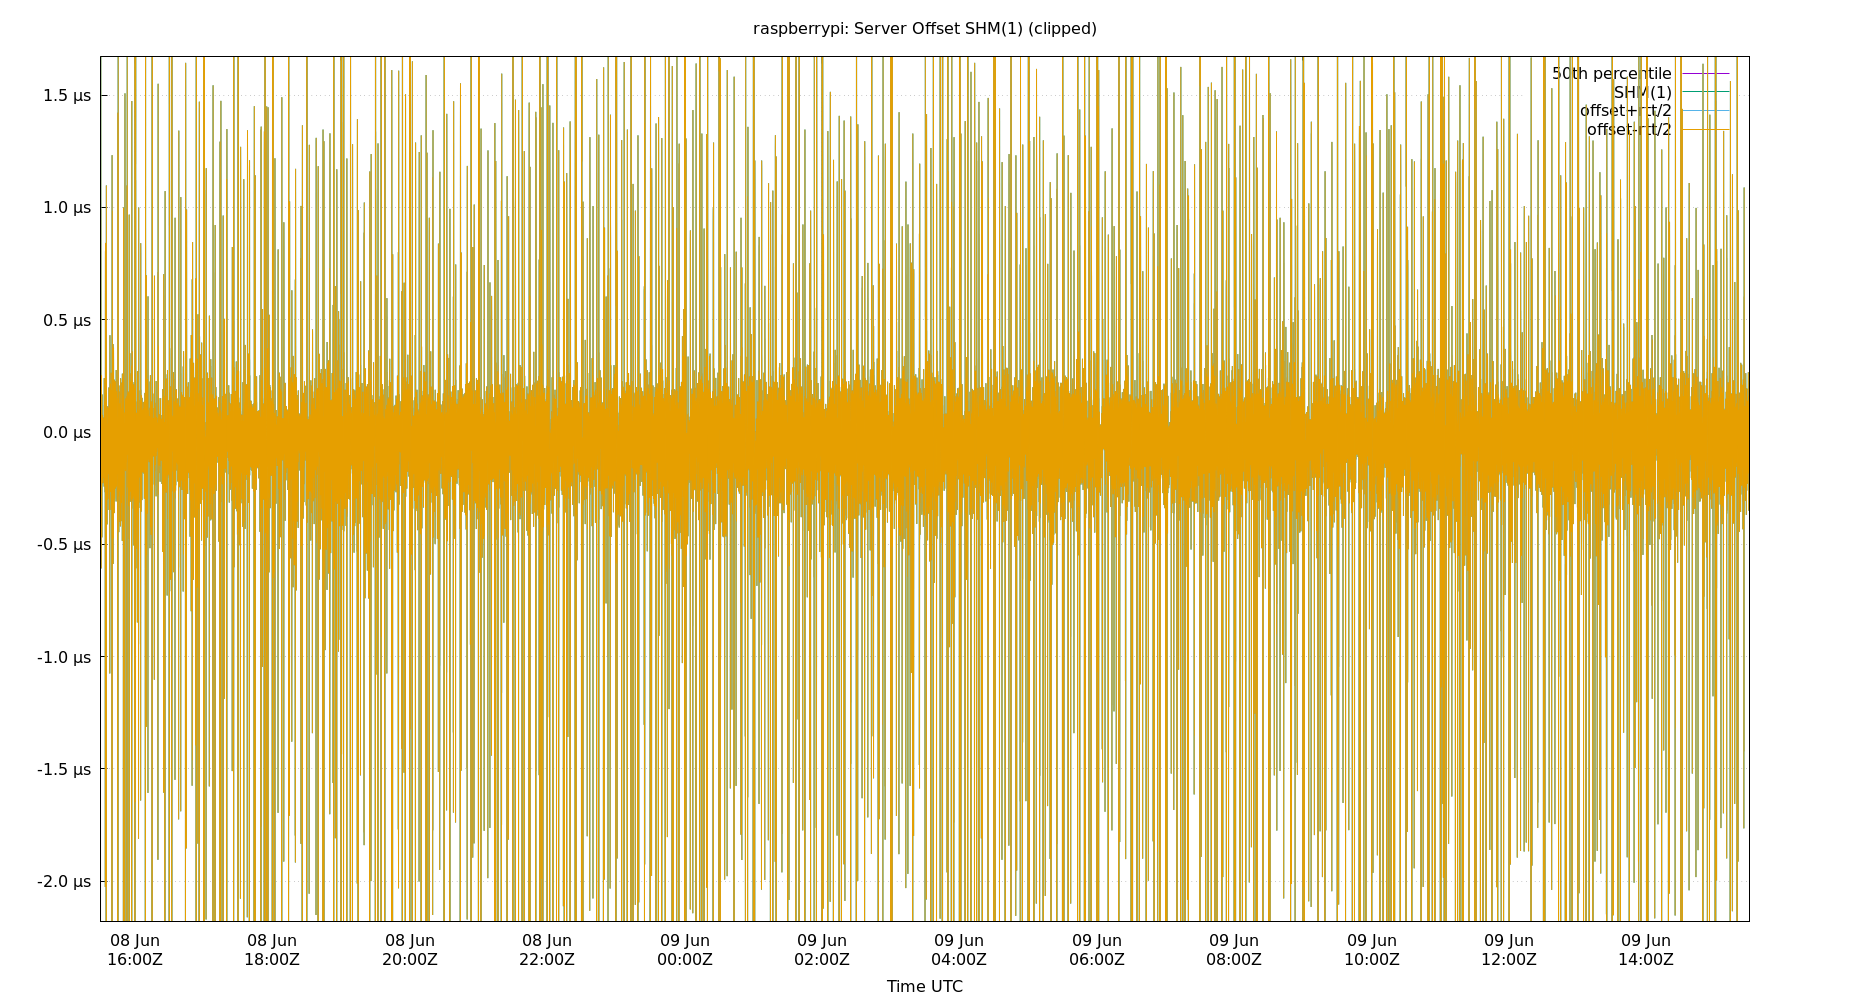 raspberrypi: Server Offset SHM(1) (clipped)
50th percentile
SHM(1)
offset+rtt/2
offset-rtt/2
1.5 µs
1.0 µs
0.5 µs
0.0 µs
-0.5 µs
-1.0 µs
-1.5 µs
-2.0 µs
08 Jun 08 Jun 08 Jun 08 Jun 09 Jun 09 Jun 09 Jun 09 Jun 09 Jun 09 Jun 09 Jun 09 Jun
16:00Z 18:00Z 20:00Z 22:00Z 00:00Z 02:00Z 04:00Z 06:00Z 08:00Z 10:00Z 12:00Z 14:00Z
Time UTC